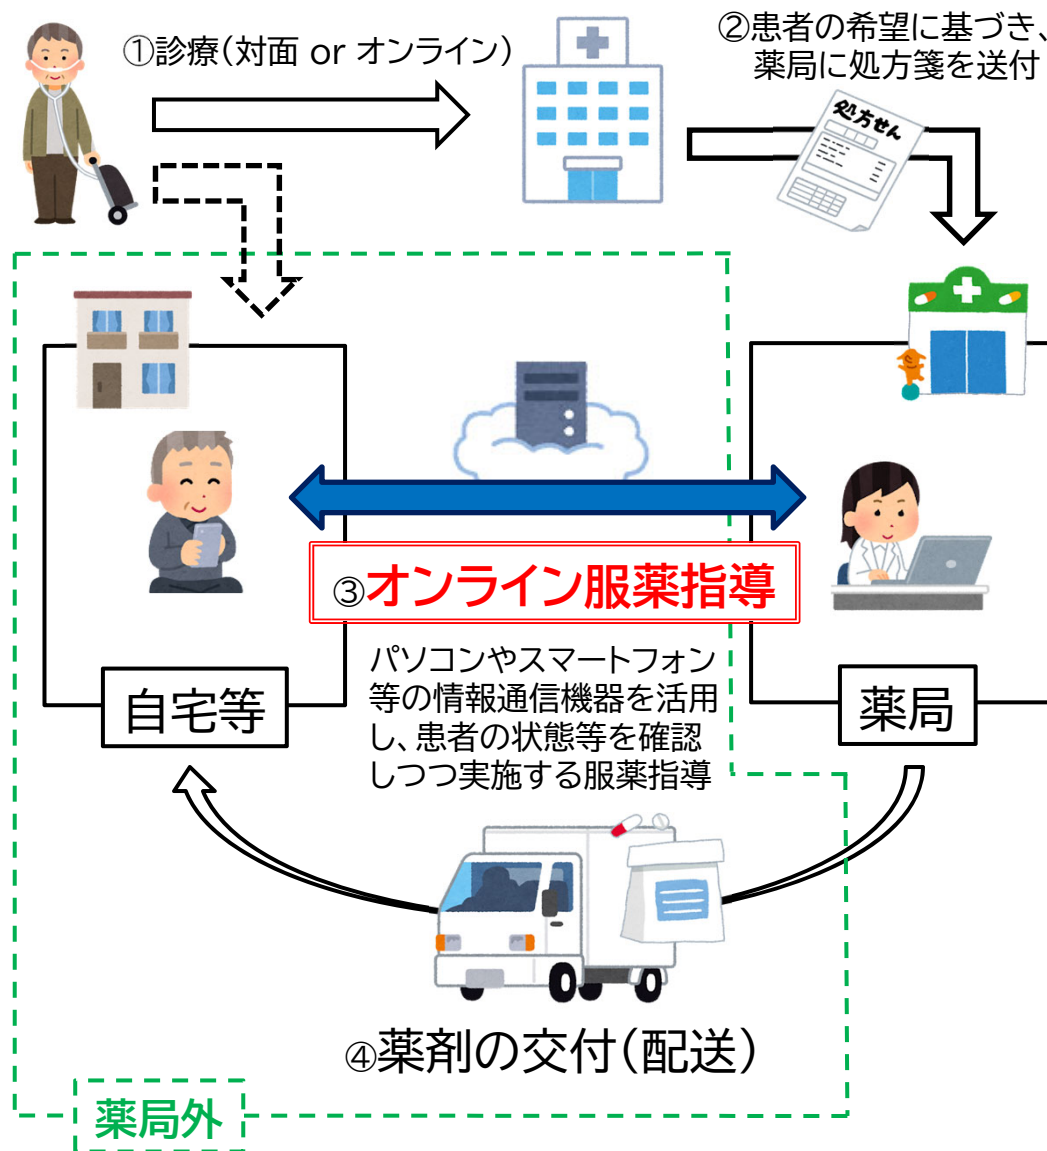 ①診療(対面 or オンライン)
②患者の希望に基づき、
薬局に処方箋を送付
処方せん
③オンライン服薬指導
パソコンやスマートフォン
等の情報通信機器を活用
し、患者の状態等を確認
しつつ実施する服薬指導
自宅等
薬局
④薬剤の交付(配送)
薬局外